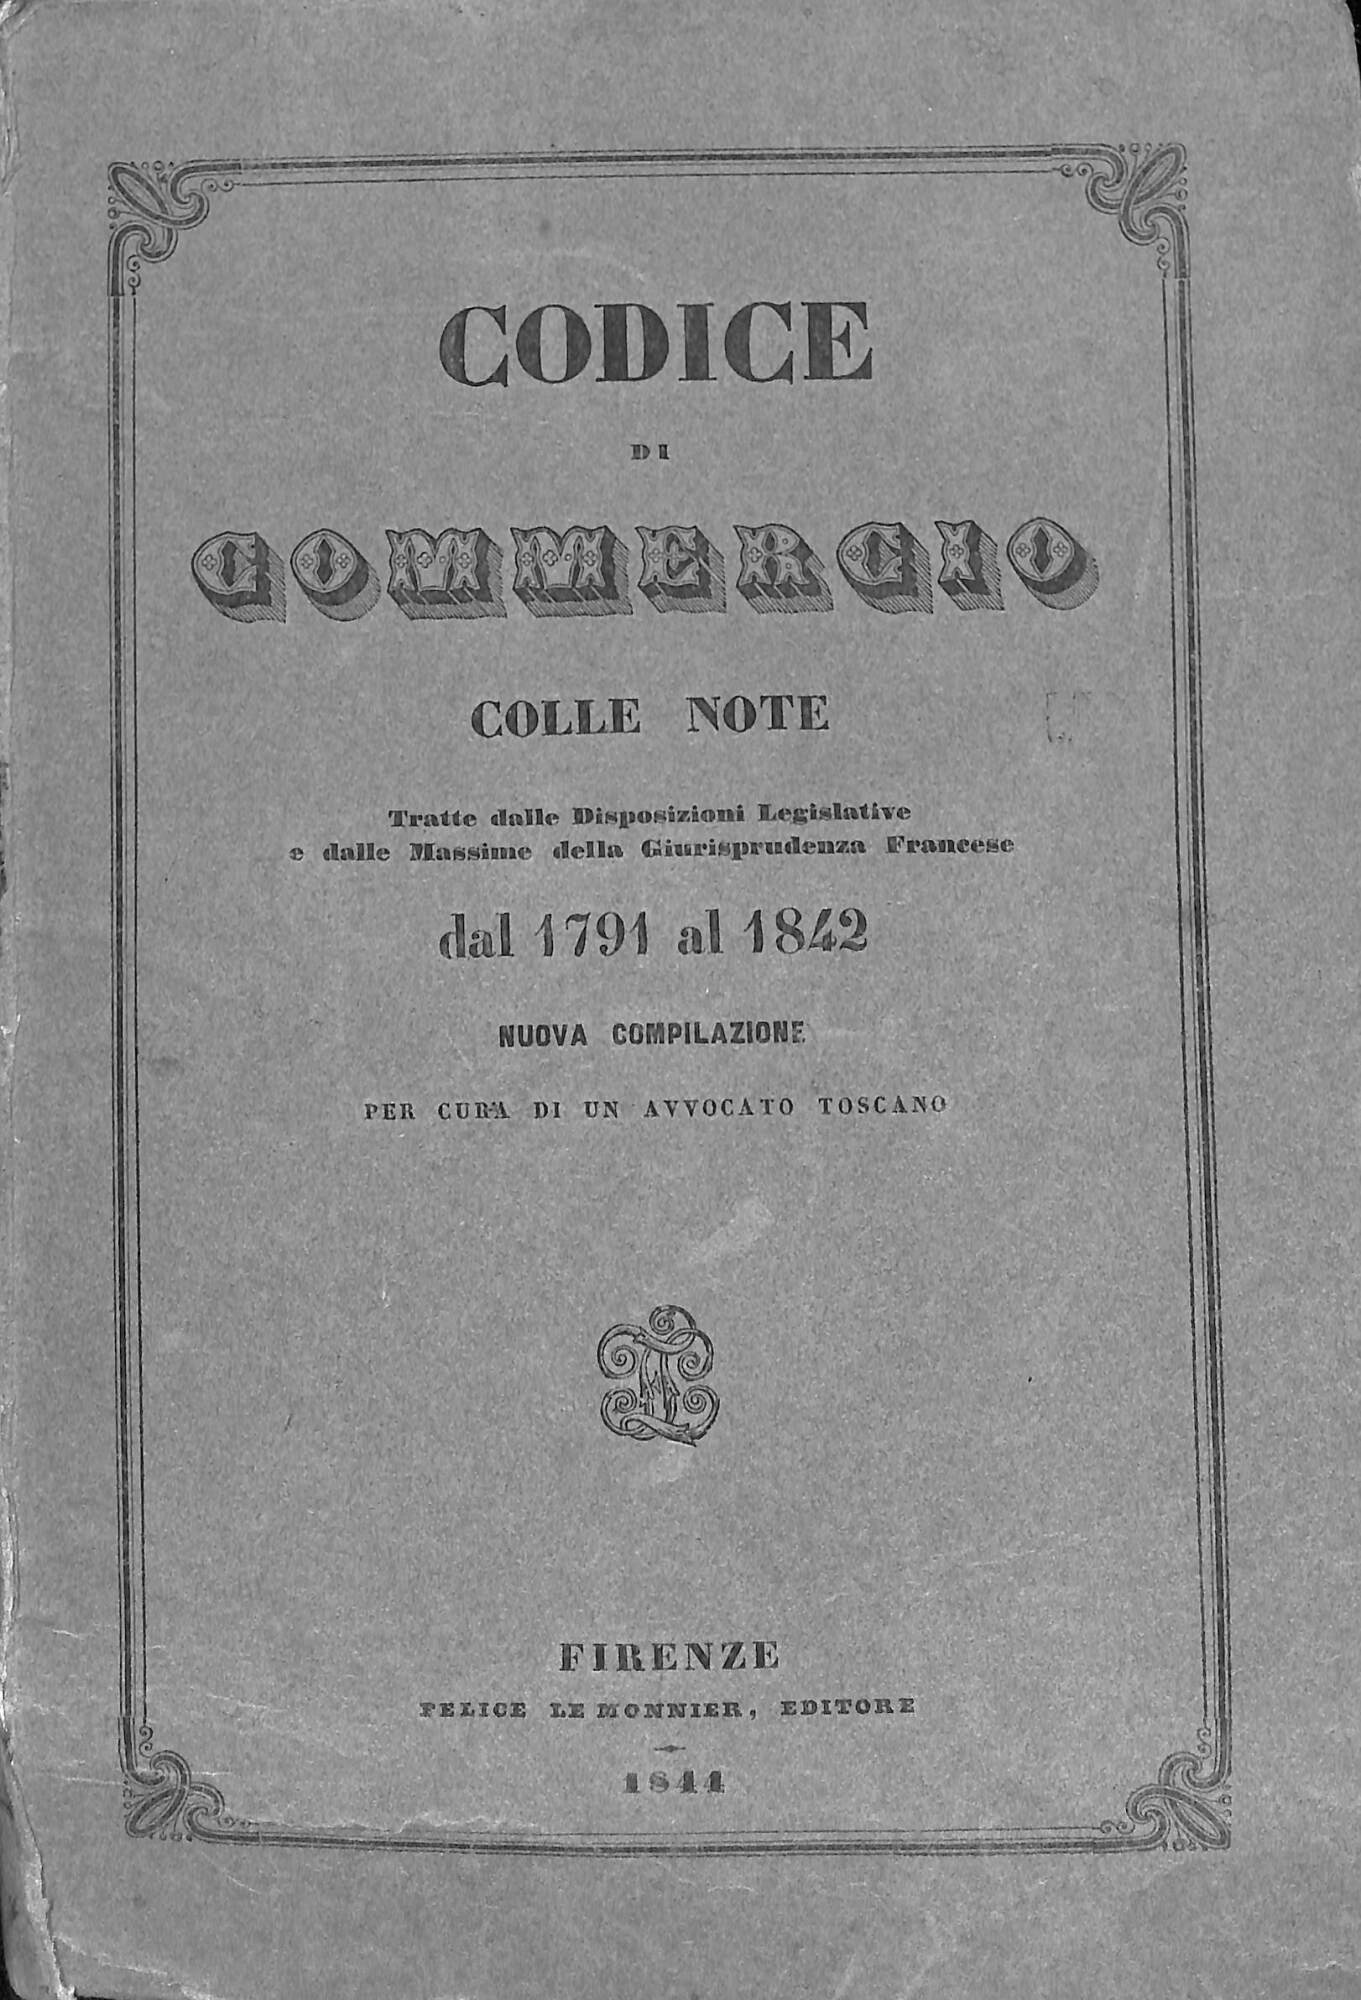 CODICE
DI
COMMERCIO
COLLE NOTE
Tratte dalle Disposizioni Legislative
e dalle Massime della Giurisprudenza Francese
dal 1791 al 1842
NUOVA COMPILAZIONE
PER CURA DI UN AVVOCATO TOSCANO
FIRENZE
FELICE LE MONNIER, EDITORE
1844